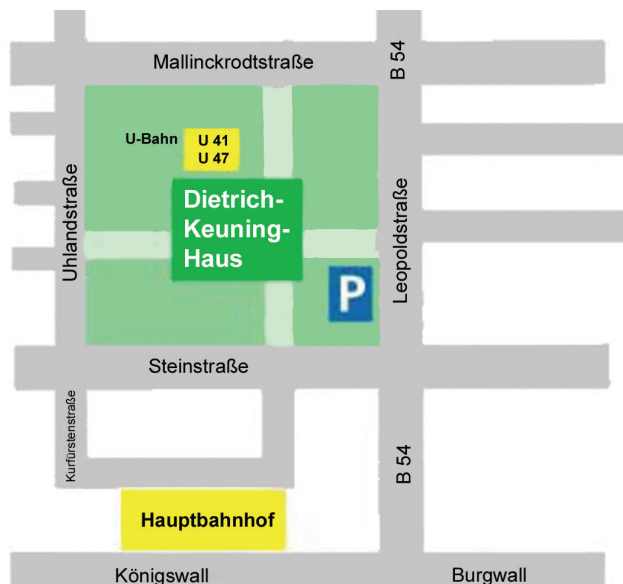 Mallinckrodtstraße
B 54
U-Bahn
U 41
U 47
Dietrich-
Keuning-
Haus
Uhlandstraße
Leopoldstraße
P
Steinstraße
Kurfürstenstraße
B 54
Hauptbahnhof
Königswall
Burgwall